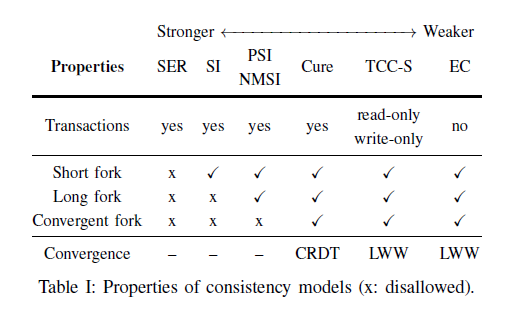 Stronger ←→ Weaker
Properties SER SI PSI NMSI Cure TCC-S EC
Transactions yes yes yes yes read-only write-only no
Short fork x ✓ ✓ ✓ ✓ ✓
Long fork x x ✓ ✓ ✓ ✓
Convergent fork x x x ✓ ✓ ✓
Convergence – – – CRDT LWW LWW
Table I: Properties of consistency models (x: disallowed).